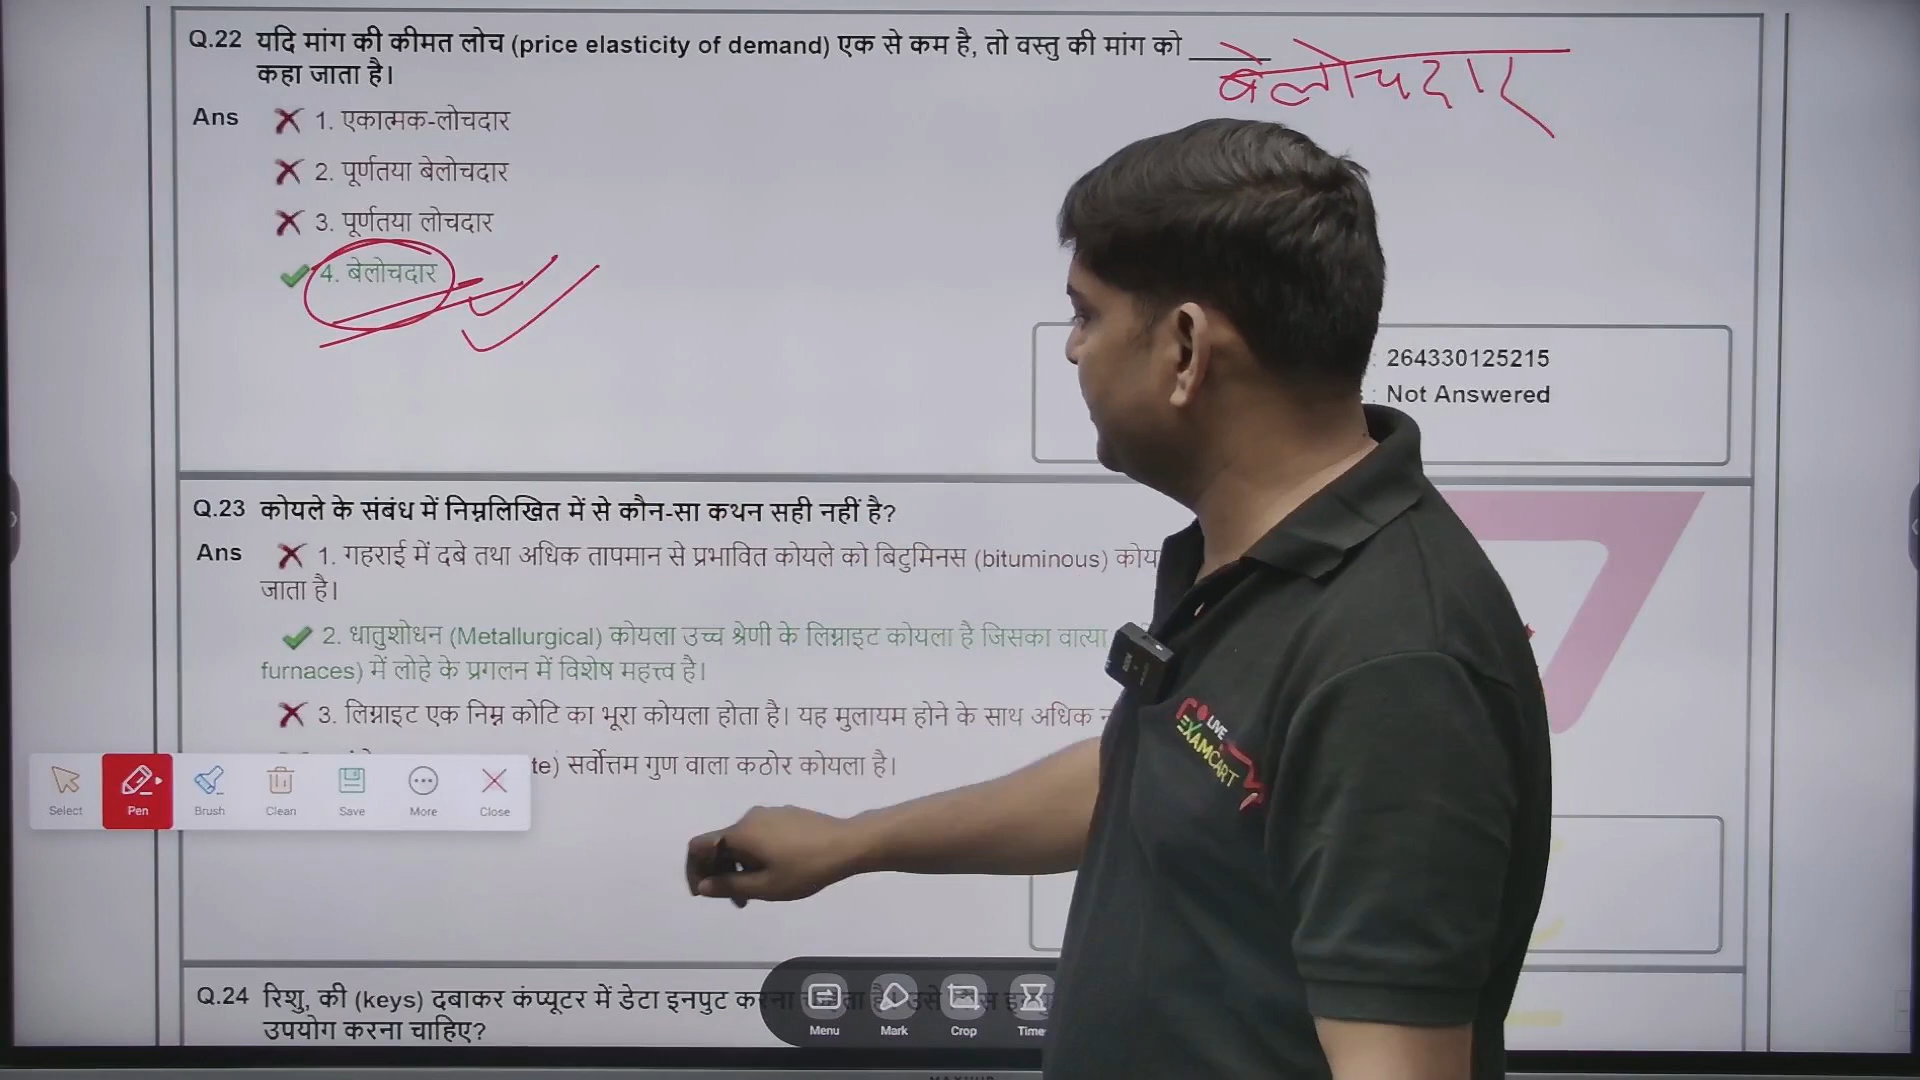 Q.22 यदि मांग की कीमत लोच (price elasticity of demand) एक से कम है, तो वस्तु की मांग को ______
बेलोचदार
कहा जाता है।
Ans 1. एकात्मक-लोचदार
2. पूर्णतया बेलोचदार
3. पूर्णतया लोचदार
4. बेलोचदार
: 264330125215
: Not Answered
Q.23 कोयले के संबंध में निम्नलिखित में से कौन-सा कथन सही नहीं है?
Ans 1. गहराई में दबे तथा अधिक तापमान से प्रभावित कोयले को बिटुमिनस (bituminous) कोय
जाता है।
2. धातुशोधन (Metallurgical) कोयला उच्च श्रेणी के लिग्नाइट कोयला है जिसका वात्या
furnaces) में लोहे के प्रगलन में विशेष महत्त्व है।
3. लिग्नाइट एक निम्न कोटि का भूरा कोयला होता है। यह मुलायम होने के साथ अधिक
te) सर्वोत्तम गुण वाला कठोर कोयला है।
Select Pen Brush Clean Save More Close
LIVE
EXAMCART
Q.24 रिशु, की (keys) दबाकर कंप्यूटर में डेटा इनपुट
उपयोग करना चाहिए?
Menu Mark Crop Time